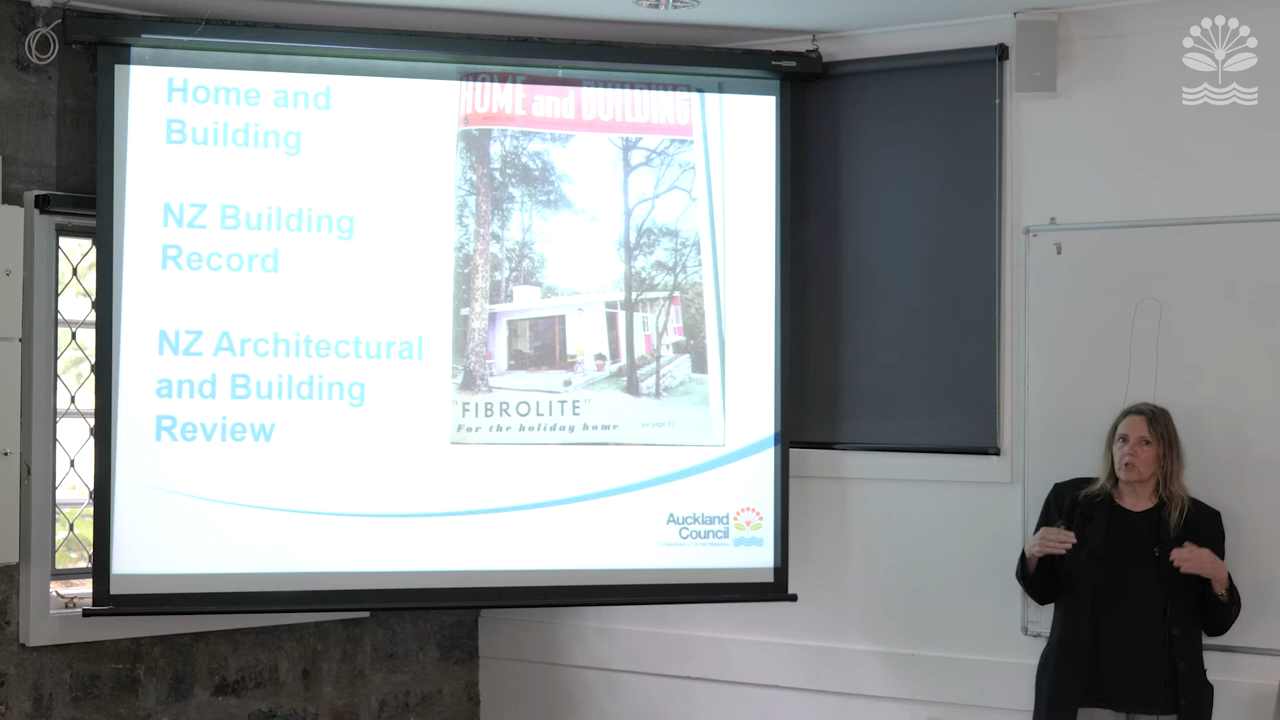 Home and
Building
NZ Building
Record
NZ Architectural
and Building
Review
HOME and BUILDING
"FIBROLITE"
For the holiday home
Auckland
Council